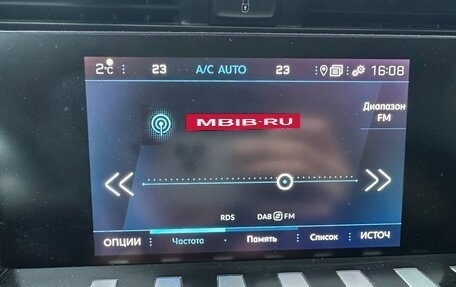 2°C 23 A/C AUTO 23 16:08
Диапазон
FM
MBIB.RU
RDS DAB FM
ОПЦИИ Частота Память Список ИСТОЧ